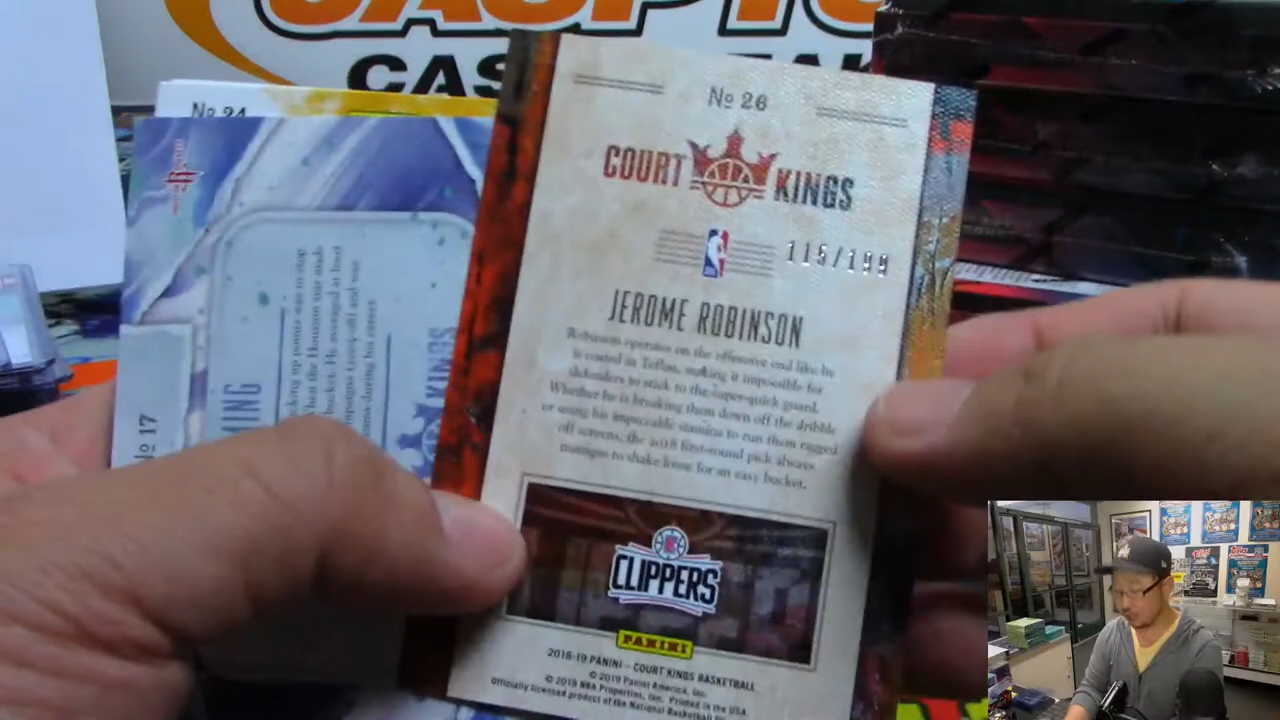 CAS
No 24
No 26
COURT KINGS
115/199
JEROME ROBINSON
Robinson operates on the offensive end like he
is coated in Teflon, making it impossible for
defenders to stick to the super-quick guard.
Whether he is breaking them down off the dribble
or using his impeccable stamina to run them ragged
off screens, the 2018 first-round pick always
manages to shake loose for an easy bucket.
CLIPPERS
PANINI
2018-19 PANINI – COURT KINGS BASKETBALL
© 2019 Panini America, Inc.
© 2019 NBA Properties, Inc. Printed in the USA.
Officially licensed product of the National Basketball
No 17
MING
KINGS